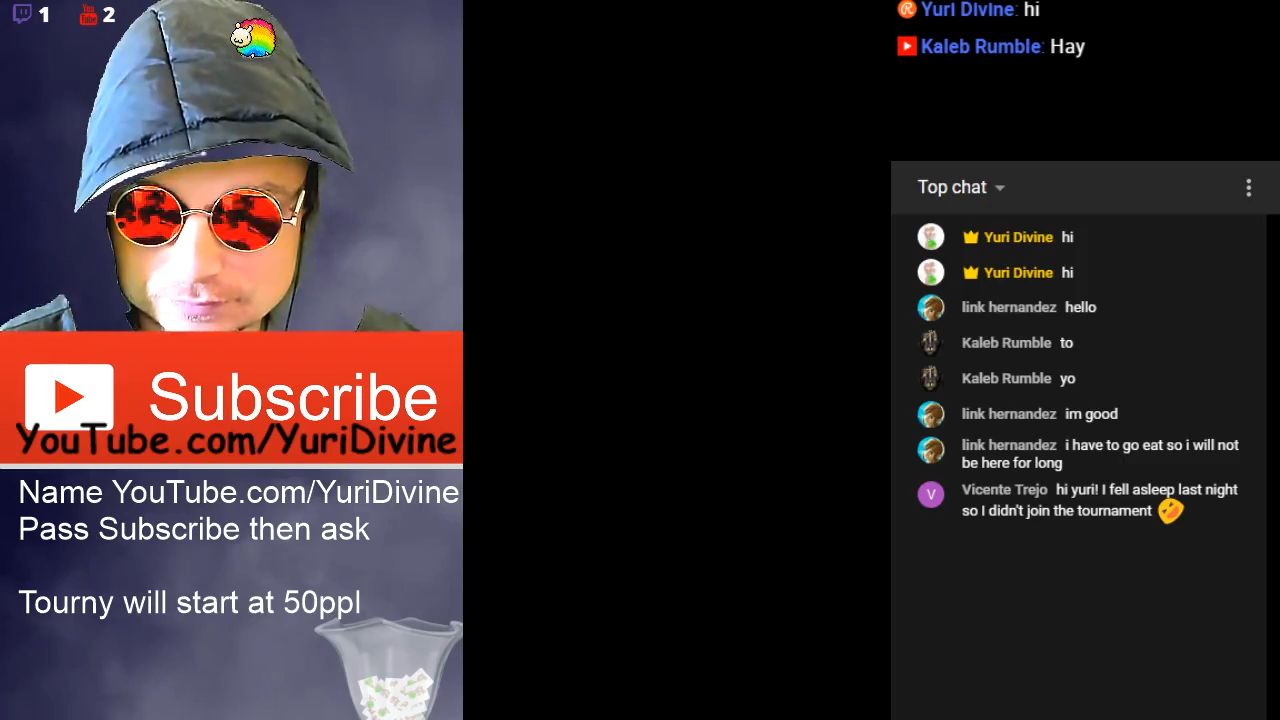 1 2
Subscribe
YouTube.com/YuriDivine
Name YouTube.com/YuriDivine
Pass Subscribe then ask
Tourny will start at 50ppl
Yuri Divine: hi
Kaleb Rumble: Hay
Top chat
Yuri Divine hi
Yuri Divine hi
link hernandez hello
Kaleb Rumble to
Kaleb Rumble yo
link hernandez im good
link hernandez i have to go eat so i will not
be here for long
V Vicente Trejo hi yuri! I fell asleep last night
so I didn't join the tournament 🤣